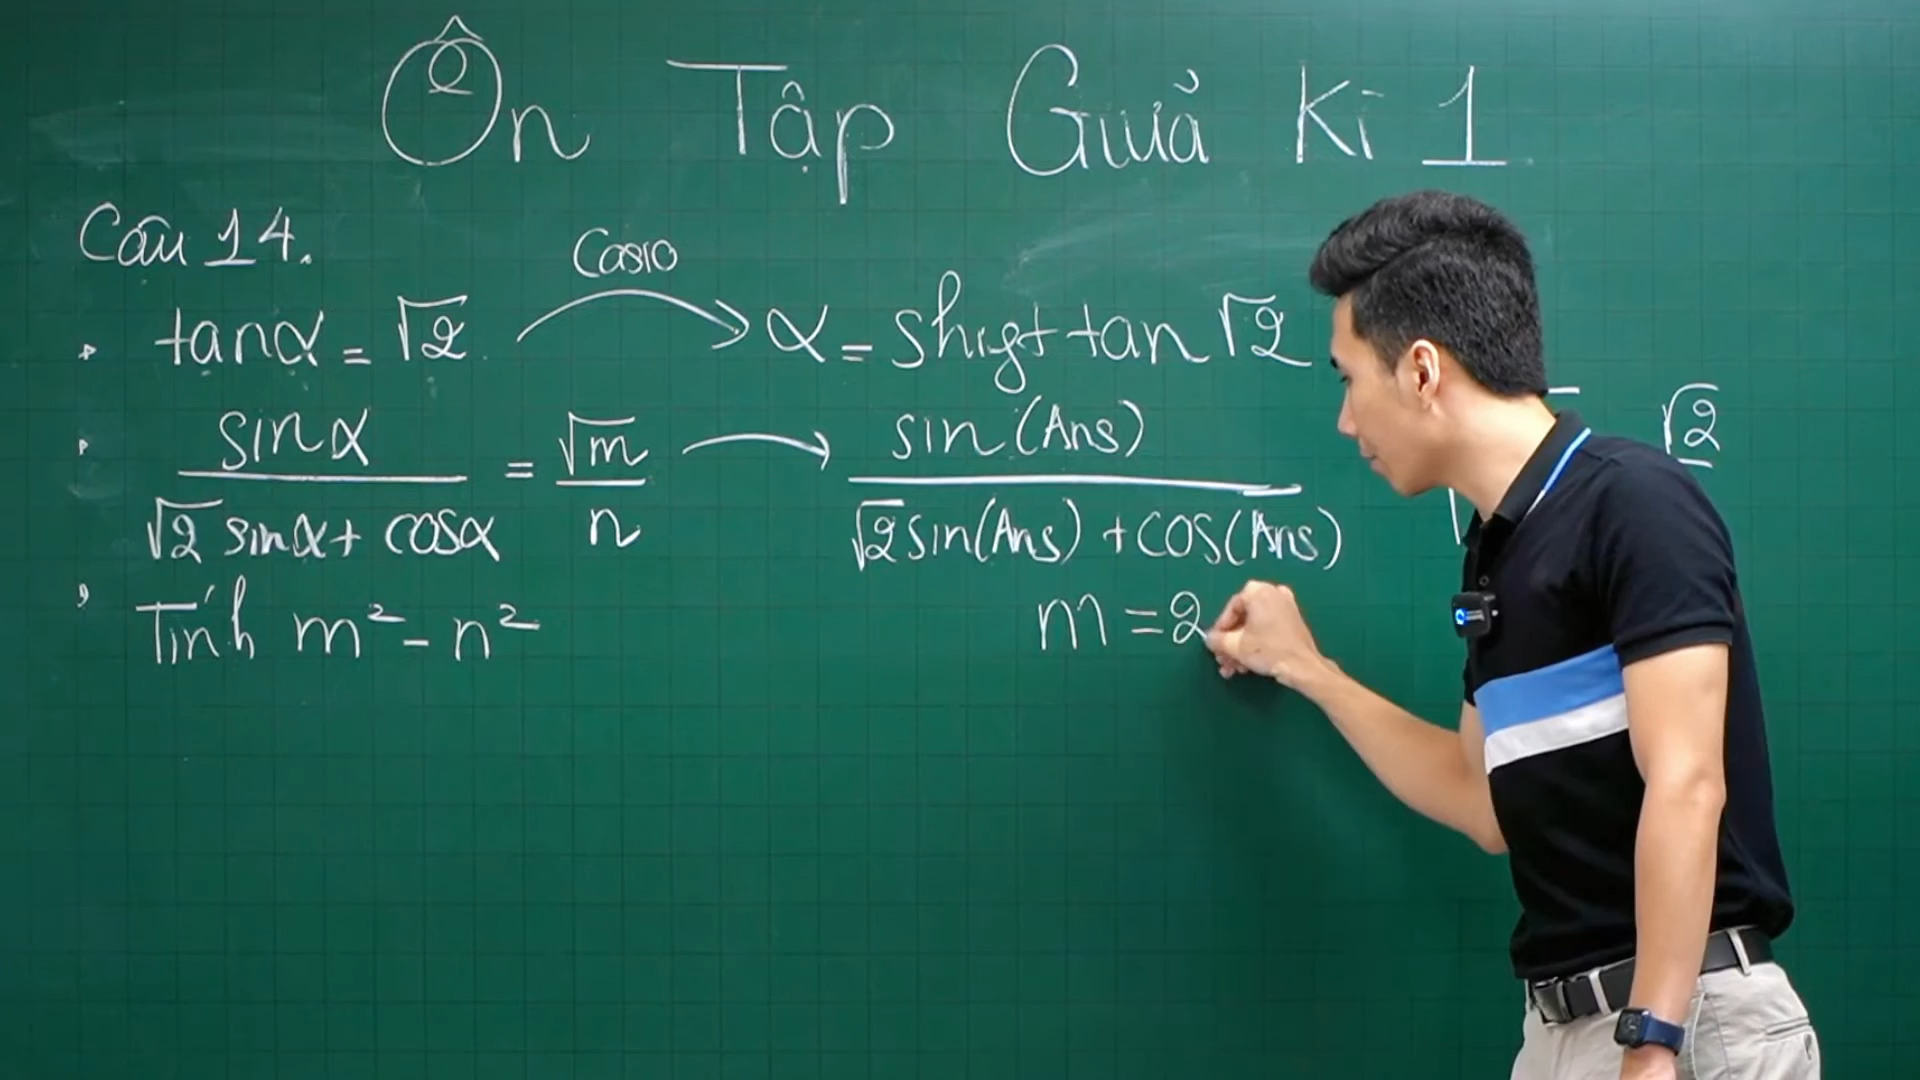 Ôn Tập Giữa Kì 1
Câu 14.
Casio
tanα = √2 → α = shift tan √2
sinα / (√2 sinα + cosα) = √m / n → sin(Ans) / (√2 sin(Ans) + cos(Ans))
√2
Tính m² - n²
m = 2